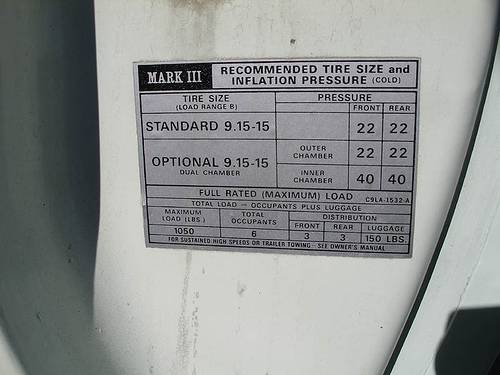 MARK III RECOMMENDED TIRE SIZE and INFLATION PRESSURE (COLD)
TIRE SIZE (LOAD RANGE B) PRESSURE
FRONT REAR
STANDARD 9.15-15 22 22
OPTIONAL 9.15-15 DUAL CHAMBER
OUTER CHAMBER 22 22
INNER CHAMBER 40 40
FULL RATED (MAXIMUM) LOAD C9LA-1532-A
TOTAL LOAD — OCCUPANTS PLUS LUGGAGE
MAXIMUM LOAD (LBS.) TOTAL OCCUPANTS DISTRIBUTION
FRONT REAR LUGGAGE
1050 6 3 3 150 LBS.
FOR SUSTAINED HIGH SPEEDS OR TRAILER TOWING — SEE OWNER'S MANUAL